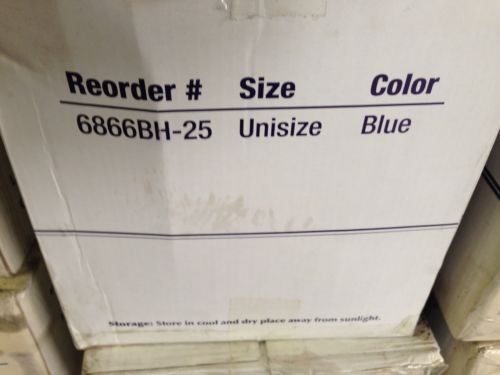 Reorder # Size Color
6866BH-25 Unisize Blue
Storage: Store in cool and dry place away from sunlight.